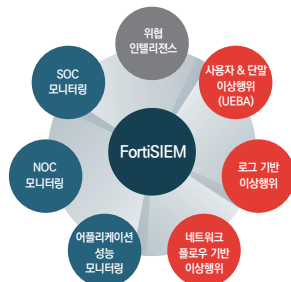 위협
인텔리젼스
SOC
모니터링
사용자 & 단말
이상행위
(UEBA)
FortiSIEM
NOC
모니터링
로그 기반
이상행위
어플리케이션
성능
모니터링
네트워크
플로우 기반
이상행위